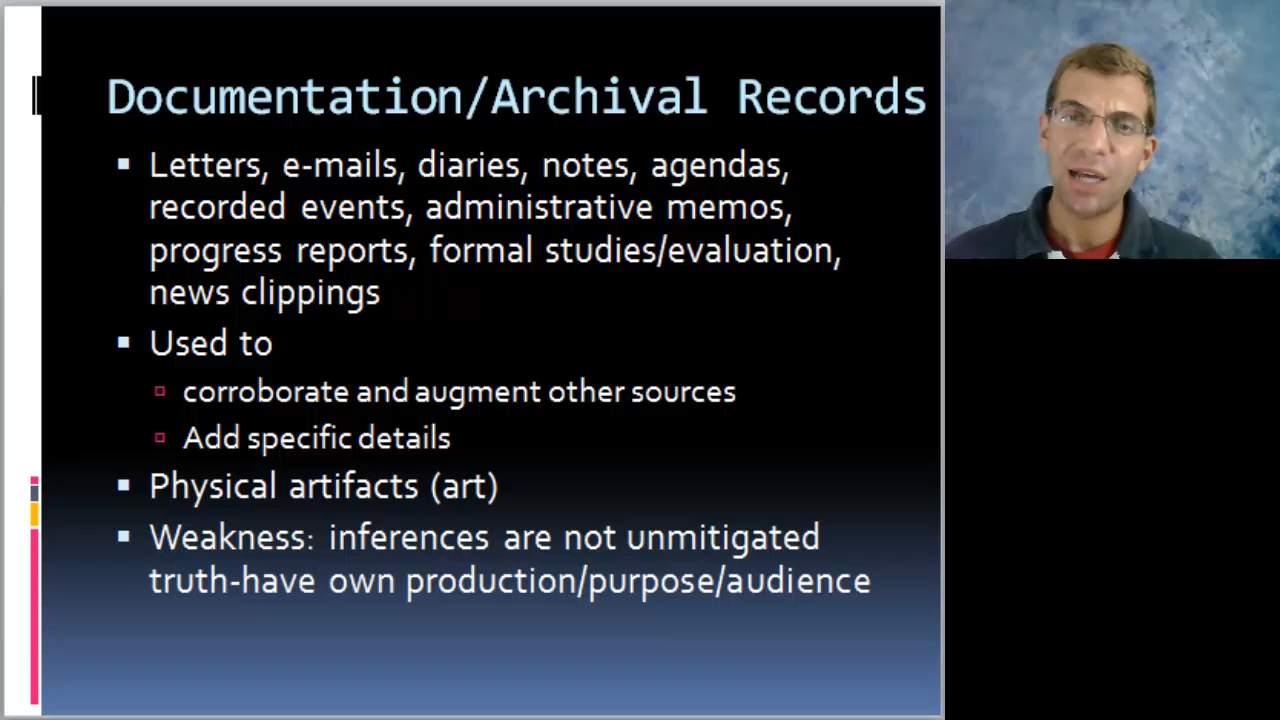 Documentation/Archival Records
Letters, e-mails, diaries, notes, agendas,
recorded events, administrative memos,
progress reports, formal studies/evaluation,
news clippings
Used to
corroborate and augment other sources
Add specific details
Physical artifacts (art)
Weakness: inferences are not unmitigated
truth-have own production/purpose/audience